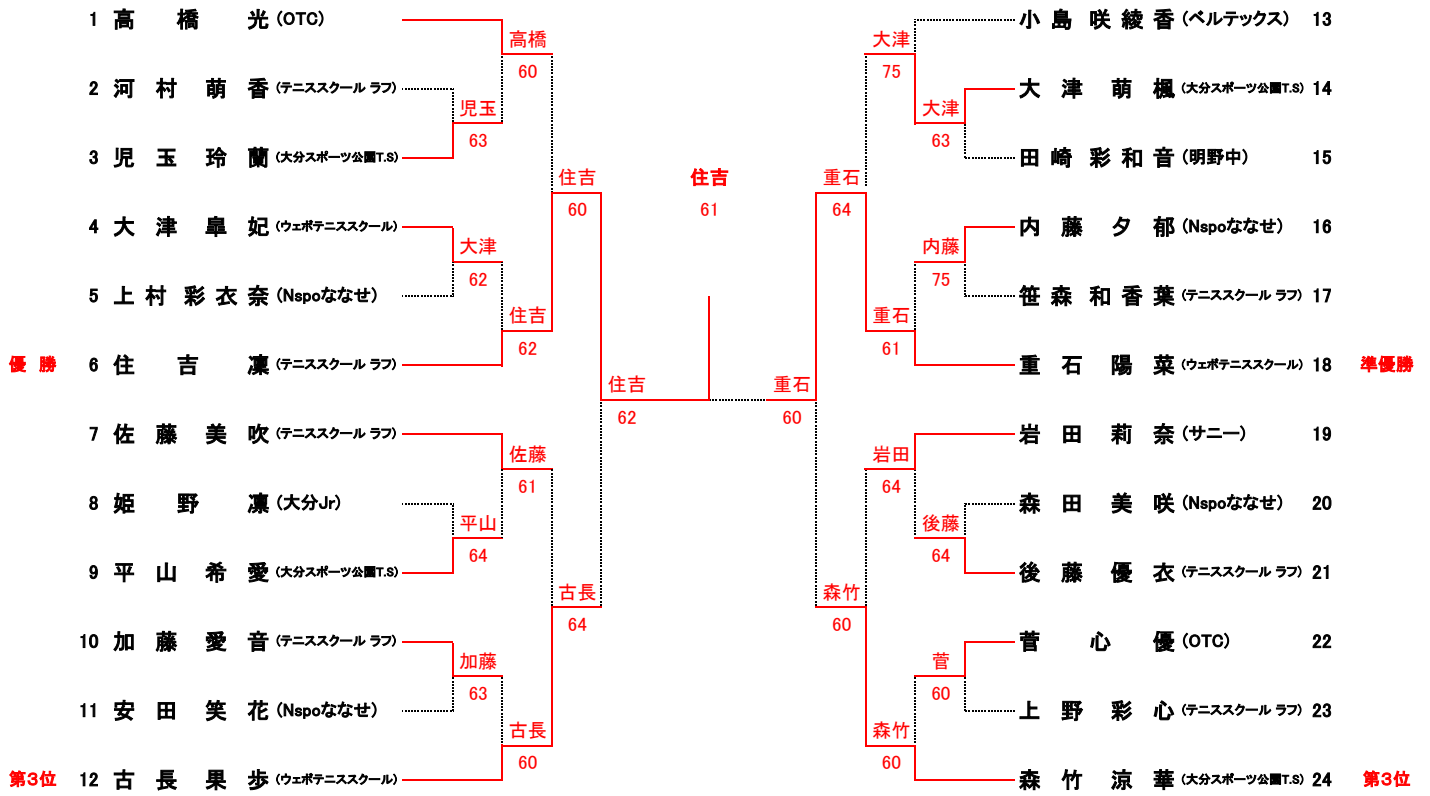 1 高橋光 (OTC)
高橋
60
2 河村萌香 (テニススクール ラフ)
児玉
63
3 児玉玲蘭 (大分スポーツ公園T.S)
住吉
60
4 大津皐妃 (ウェボテニススクール)
大津
62
5 上村彩衣奈 (Nspoななせ)
住吉
62
優勝 6 住吉凜 (テニススクール ラフ)
住吉
62
7 佐藤美吹 (テニススクール ラフ)
佐藤
61
8 姫野凜 (大分Jr)
平山
64
9 平山希愛 (大分スポーツ公園T.S)
古長
64
10 加藤愛音 (テニススクール ラフ)
加藤
63
11 安田笑花 (Nspoななせ)
古長
60
第3位 12 古長果歩 (ウェボテニススクール)
住吉
61
小島咲綾香 (ベルテックス) 13
大津
75
大津萌楓 (大分スポーツ公園T.S) 14
大津
63
田崎彩和音 (明野中) 15
重石
64
内藤夕郁 (Nspoななせ) 16
内藤
75
笹森和香葉 (テニススクール ラフ) 17
重石
61
重石陽菜 (ウェボテニススクール) 18 準優勝
重石
60
岩田莉奈 (サニー) 19
岩田
64
森田美咲 (Nspoななせ) 20
後藤
64
後藤優衣 (テニススクール ラフ) 21
森竹
60
菅心優 (OTC) 22
菅
60
上野彩心 (テニススクール ラフ) 23
森竹
60
森竹涼華 (大分スポーツ公園T.S) 24 第3位